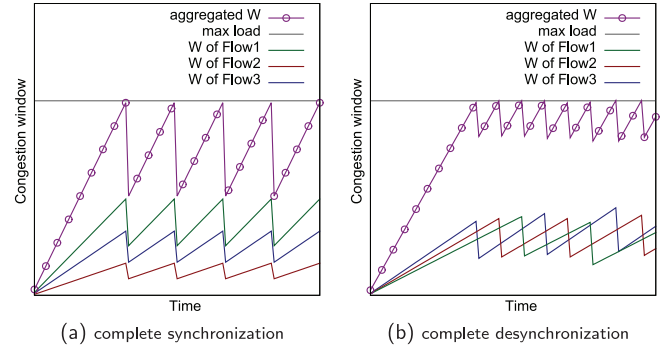 aggregated W
max load
W of Flow1
W of Flow2
W of Flow3
Congestion window
Time
(a) complete synchronization
aggregated W
max load
W of Flow1
W of Flow2
W of Flow3
Congestion window
Time
(b) complete desynchronization